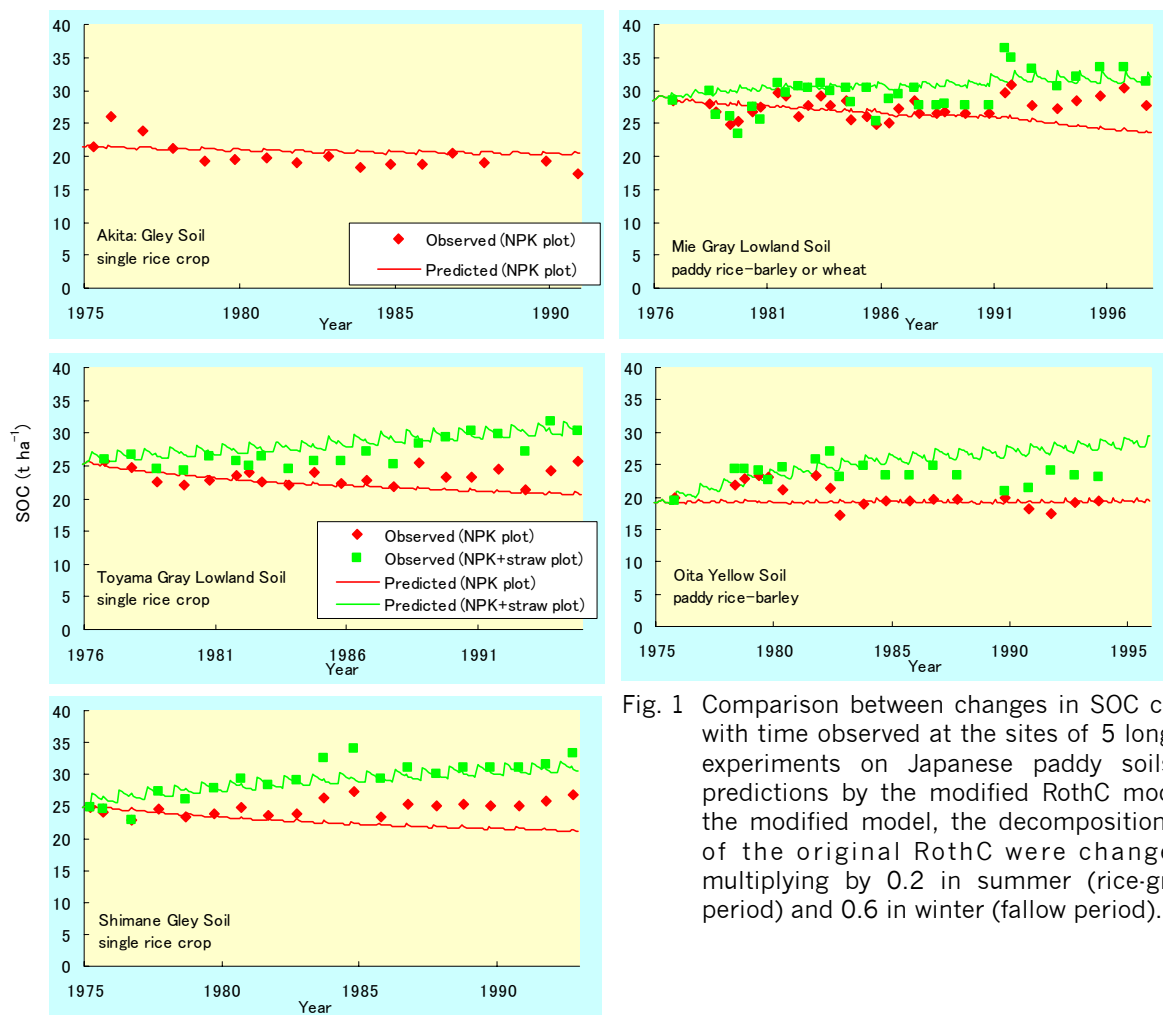 40
35
30
25
20
15
10
5
0
Akita: Gley Soil
single rice crop
Observed (NPK plot)
Predicted (NPK plot)
1975 1980 1985 1990
Year
40
35
30
25
20
15
10
5
0
Mie Gray Lowland Soil
paddy rice-barley or wheat
1976 1981 1986 1991 1996
Year
SOC (t ha⁻¹)
40
35
30
25
20
15
10
5
0
Toyama Gray Lowland Soil
single rice crop
Observed (NPK plot)
Observed (NPK+straw plot)
Predicted (NPK plot)
Predicted (NPK+straw plot)
1976 1981 1986 1991
Year
40
35
30
25
20
15
10
5
0
Oita Yellow Soil
paddy rice-barley
1975 1980 1985 1990 1995
Year
40
35
30
25
20
15
10
5
0
Shimane Gley Soil
single rice crop
1975 1980 1985 1990
Year
Fig. 1 Comparison between changes in SOC
with time observed at the sites of 5 long
experiments on Japanese paddy soils
predictions by the modified RothC
the modified model, the decomposition
of the original RothC were
multiplying by 0.2 in summer
period) and 0.6 in winter (fallow period).